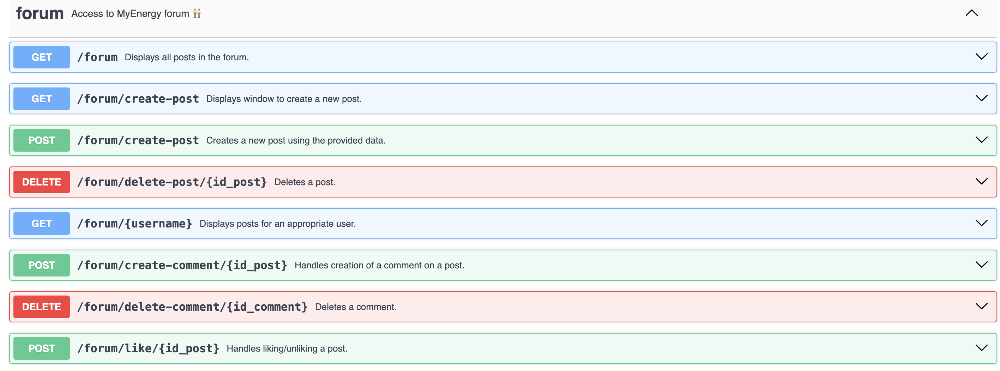 forum Access to MyEnergy forum 👬
GET /forum Displays all posts in the forum.
GET /forum/create-post Displays window to create a new post.
POST /forum/create-post Creates a new post using the provided data.
DELETE /forum/delete-post/{id_post} Deletes a post.
GET /forum/{username} Displays posts for an appropriate user.
POST /forum/create-comment/{id_post} Handles creation of a comment on a post.
DELETE /forum/delete-comment/{id_comment} Deletes a comment.
POST /forum/like/{id_post} Handles liking/unliking a post.